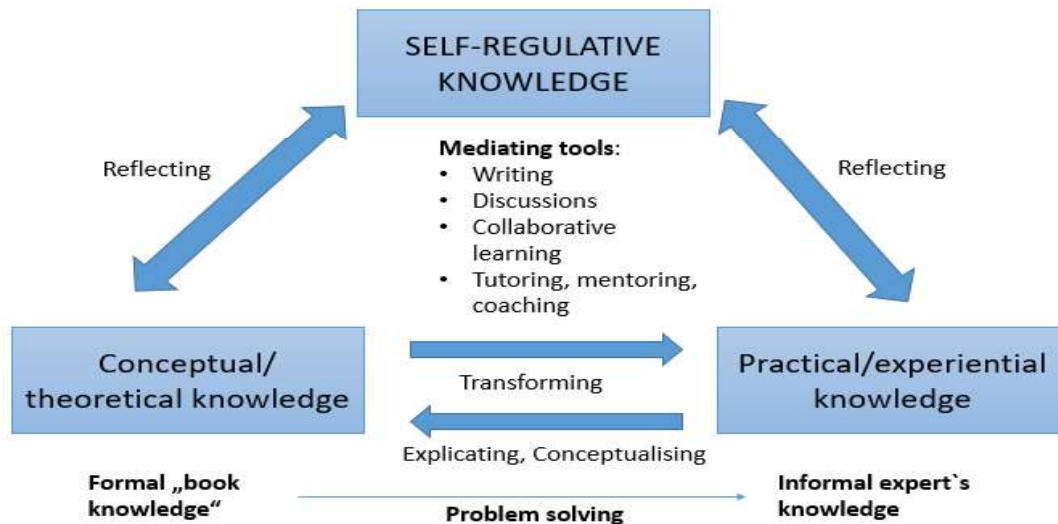 SELF-REGULATIVE
KNOWLEDGE
Reflecting
Mediating tools:
• Writing
• Discussions
• Collaborative
learning
• Tutoring, mentoring,
coaching
Reflecting
Conceptual/
theoretical knowledge
Transforming
Explicating, Conceptualising
Practical/experiential
knowledge
Formal „book
knowledge“
Problem solving
Informal expert`s
knowledge